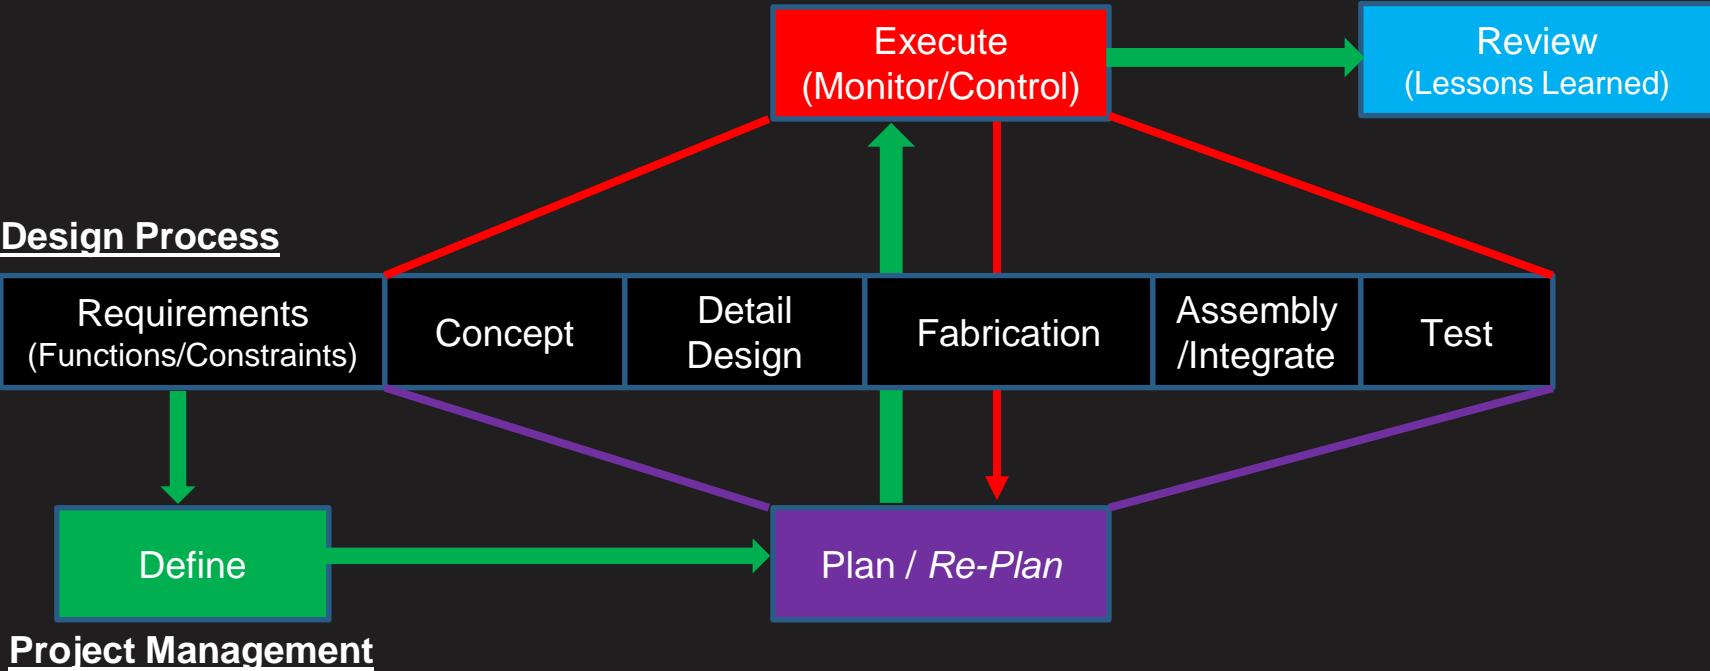 Execute
(Monitor/Control)
Review
(Lessons Learned)
Design Process
Requirements
(Functions/Constraints)
Concept
Detail
Design
Fabrication
Assembly
/Integrate
Test
Define
Plan / Re-Plan
Project Management